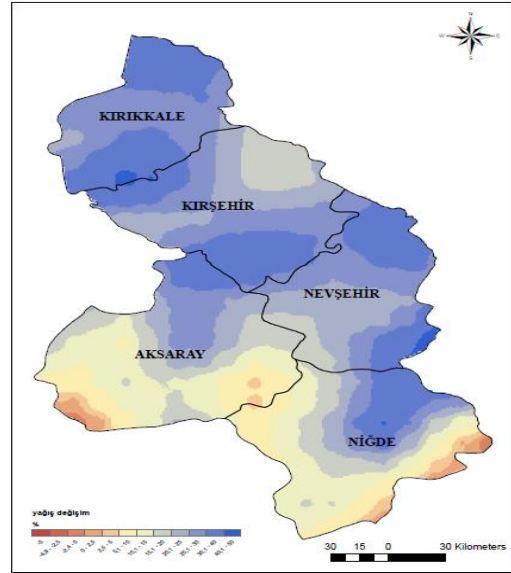 N
W E
S
KIRIKKALE
KIRŞEHİR
NEVŞEHİR
AKSARAY
NİĞDE
yağış değişim
%
30 15 0 30 Kilometers